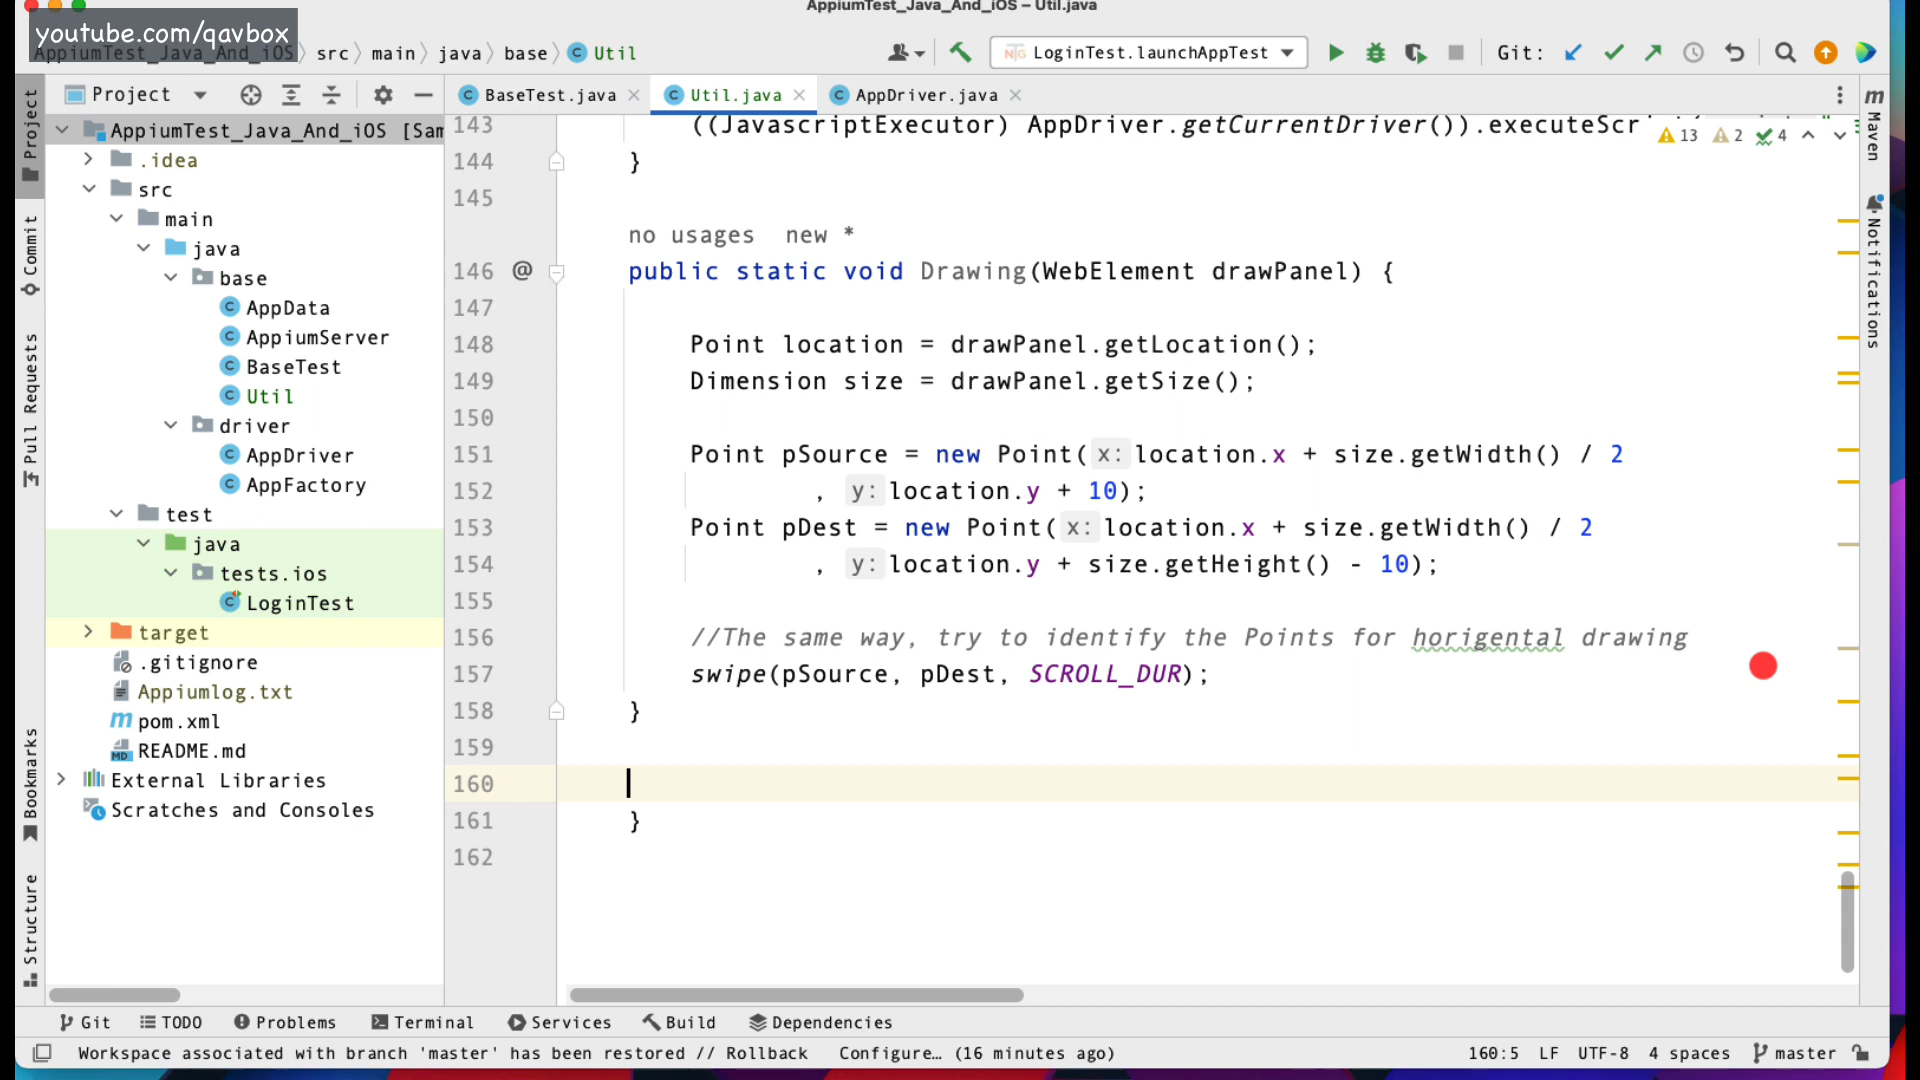 AppiumTest_Java_And_iOS – Util.java
youtube.com/qavbox
AppiumTest_Java_And_iOS src main java base Util
LoginTest.launchAppTest
Git:
Project
BaseTest.java Util.java AppDriver.java
Project
Commit
Pull Requests
Bookmarks
Structure
AppiumTest_Java_And_iOS [Sam
.idea
src
main
java
base
AppData
AppiumServer
BaseTest
Util
driver
AppDriver
AppFactory
test
java
tests.ios
LoginTest
target
.gitignore
Appiumlog.txt
pom.xml
README.md
External Libraries
Scratches and Consoles
143 ((JavascriptExecutor) AppDriver.getCurrentDriver()).executeScr
13 2 4
144 }
145
no usages new *
146 @ public static void Drawing(WebElement drawPanel) {
147
148 Point location = drawPanel.getLocation();
149 Dimension size = drawPanel.getSize();
150
151 Point pSource = new Point( x: location.x + size.getWidth() / 2
152 , y: location.y + 10);
153 Point pDest = new Point( x: location.x + size.getWidth() / 2
154 , y: location.y + size.getHeight() - 10);
155
156 //The same way, try to identify the Points for horigental drawing
157 swipe(pSource, pDest, SCROLL_DUR);
158 }
159
160
161 }
162
m Maven
Notifications
Git TODO Problems Terminal Services Build Dependencies
Workspace associated with branch 'master' has been restored // Rollback Configure... (16 minutes ago) 160:5 LF UTF-8 4 spaces master